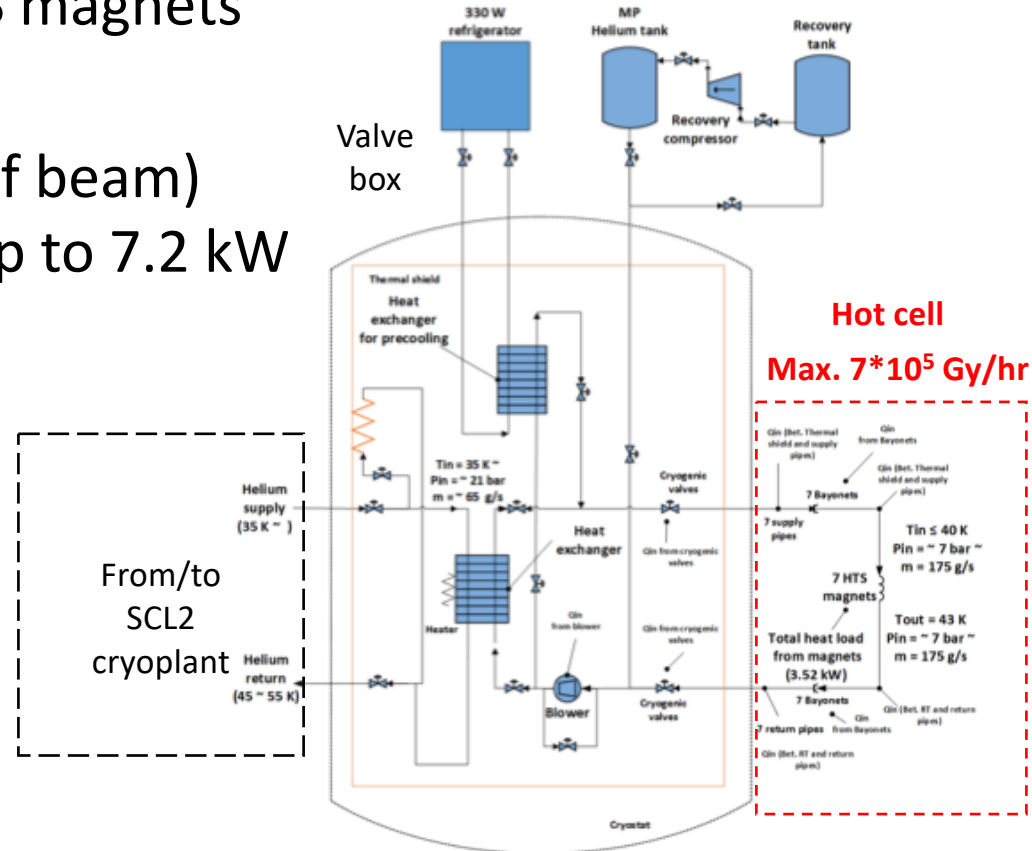 S magnets
f beam)
p to 7.2 kW
330 W
refrigerator
MP
Helium tank
Recovery
tank
Recovery
compressor
Valve
box
Thermal shield
Heat
exchanger
for precooling
Hot cell
Max. 7*10⁵ Gy/hr
Tin = 35 K ~
Pin = ~ 21 bar
m = ~ 65 g/s
Helium
supply
(35 K ~ )
From/to
SCL2
cryoplant
Helium
return
(45 ~ 55 K)
Heat
exchanger
Heater
Qin
from blower
Blower
Cryogenic
valves
Qin from cryogenic
valves
Qin from cryogenic
valves
Cryogenic
valves
Cryostat
Qin (Bet. Thermal
shield and supply
pipes)
Qin
from Bayonets
Qin (Bet. Thermal
shield and supply
pipes)
7 Bayonets
7 supply
pipes
Tin ≤ 40 K
Pin = ~ 7 bar ~
m = 175 g/s
7 HTS
magnets
Tout = 43 K
Pin = ~ 7 bar ~
m = 175 g/s
Total heat load
from magnets
(3.52 kW)
7 Bayonets
7 return pipes
Qin
from Bayonets
Qin (Bet. RT and return
pipes)
Qin (Bet. RT and return
pipes)